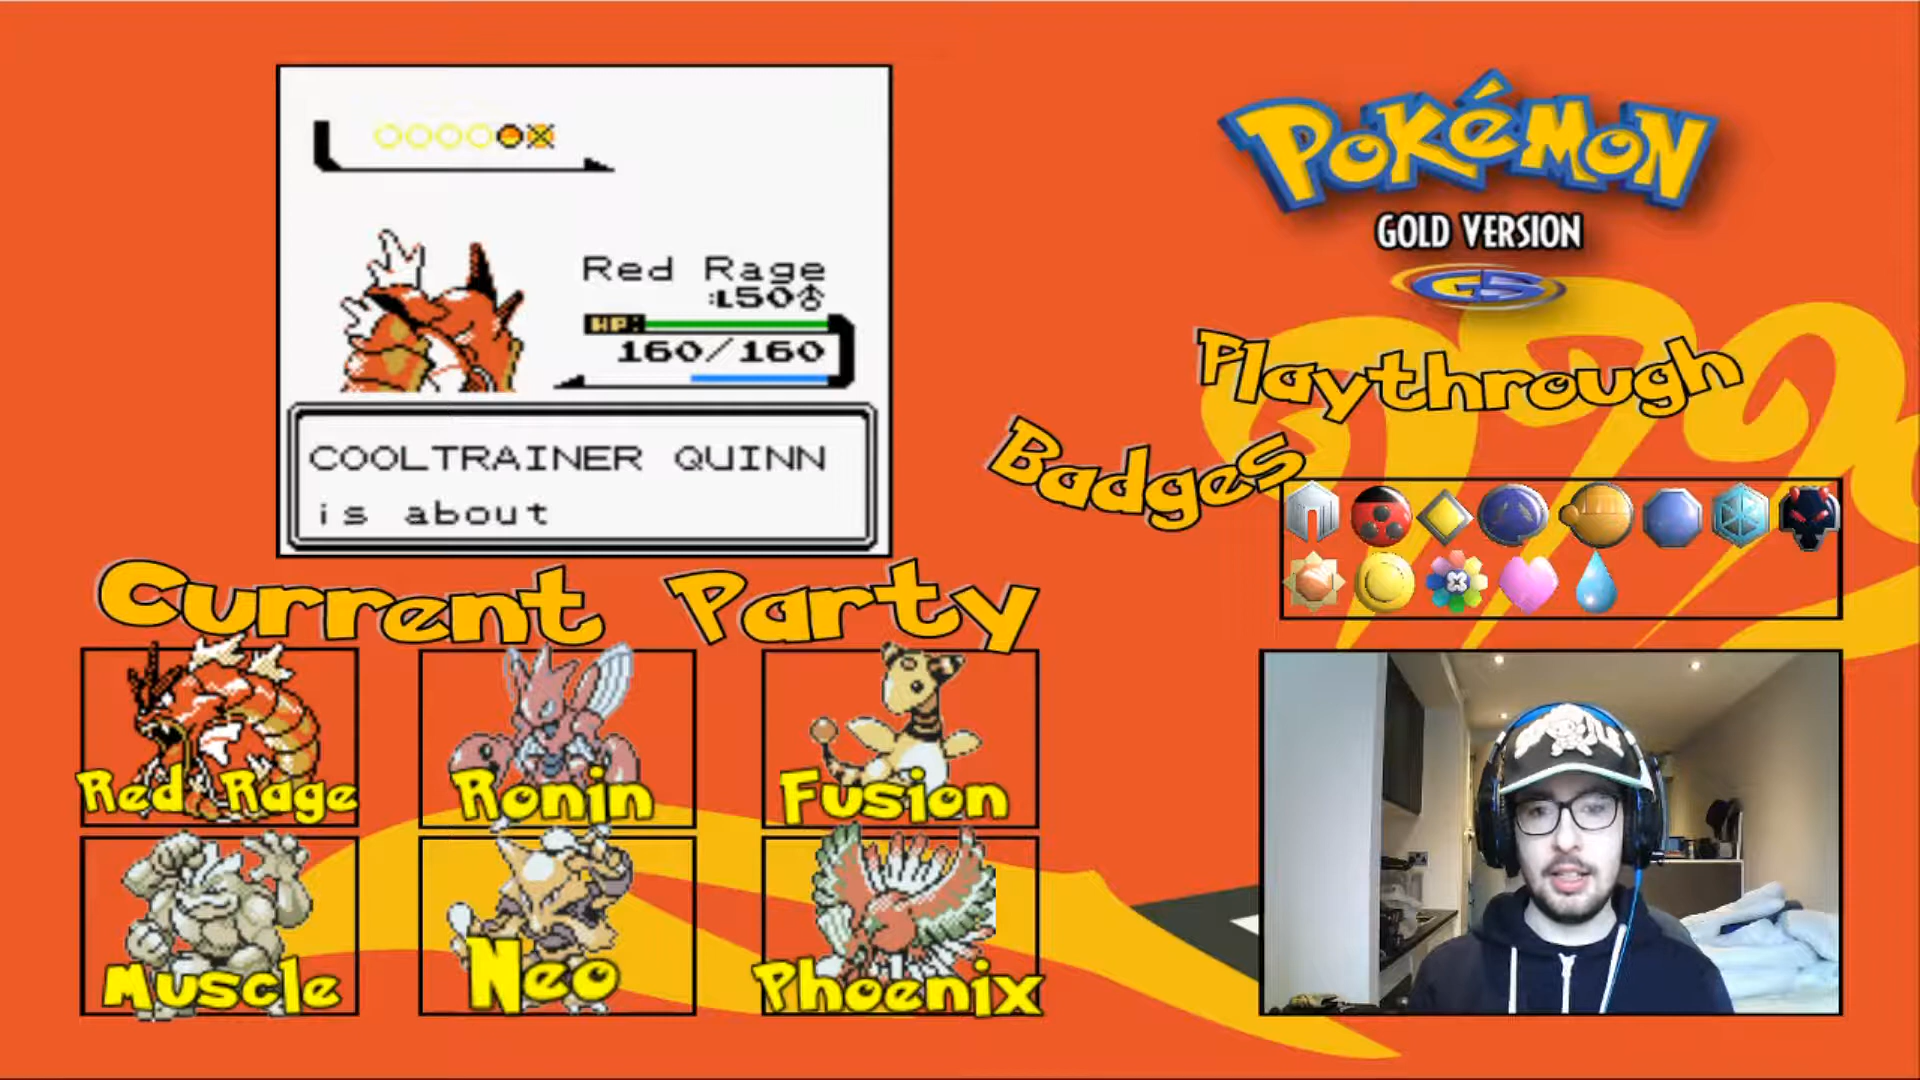 POKéMON
GOLD VERSION
GS
Playthrough
Badges
Red Rage
:L50♂
HP:
160/160
COOLTRAINER QUINN
is about
Current Party
Red Rage
Ronin
Fusion
Muscle
Neo
Phoenix